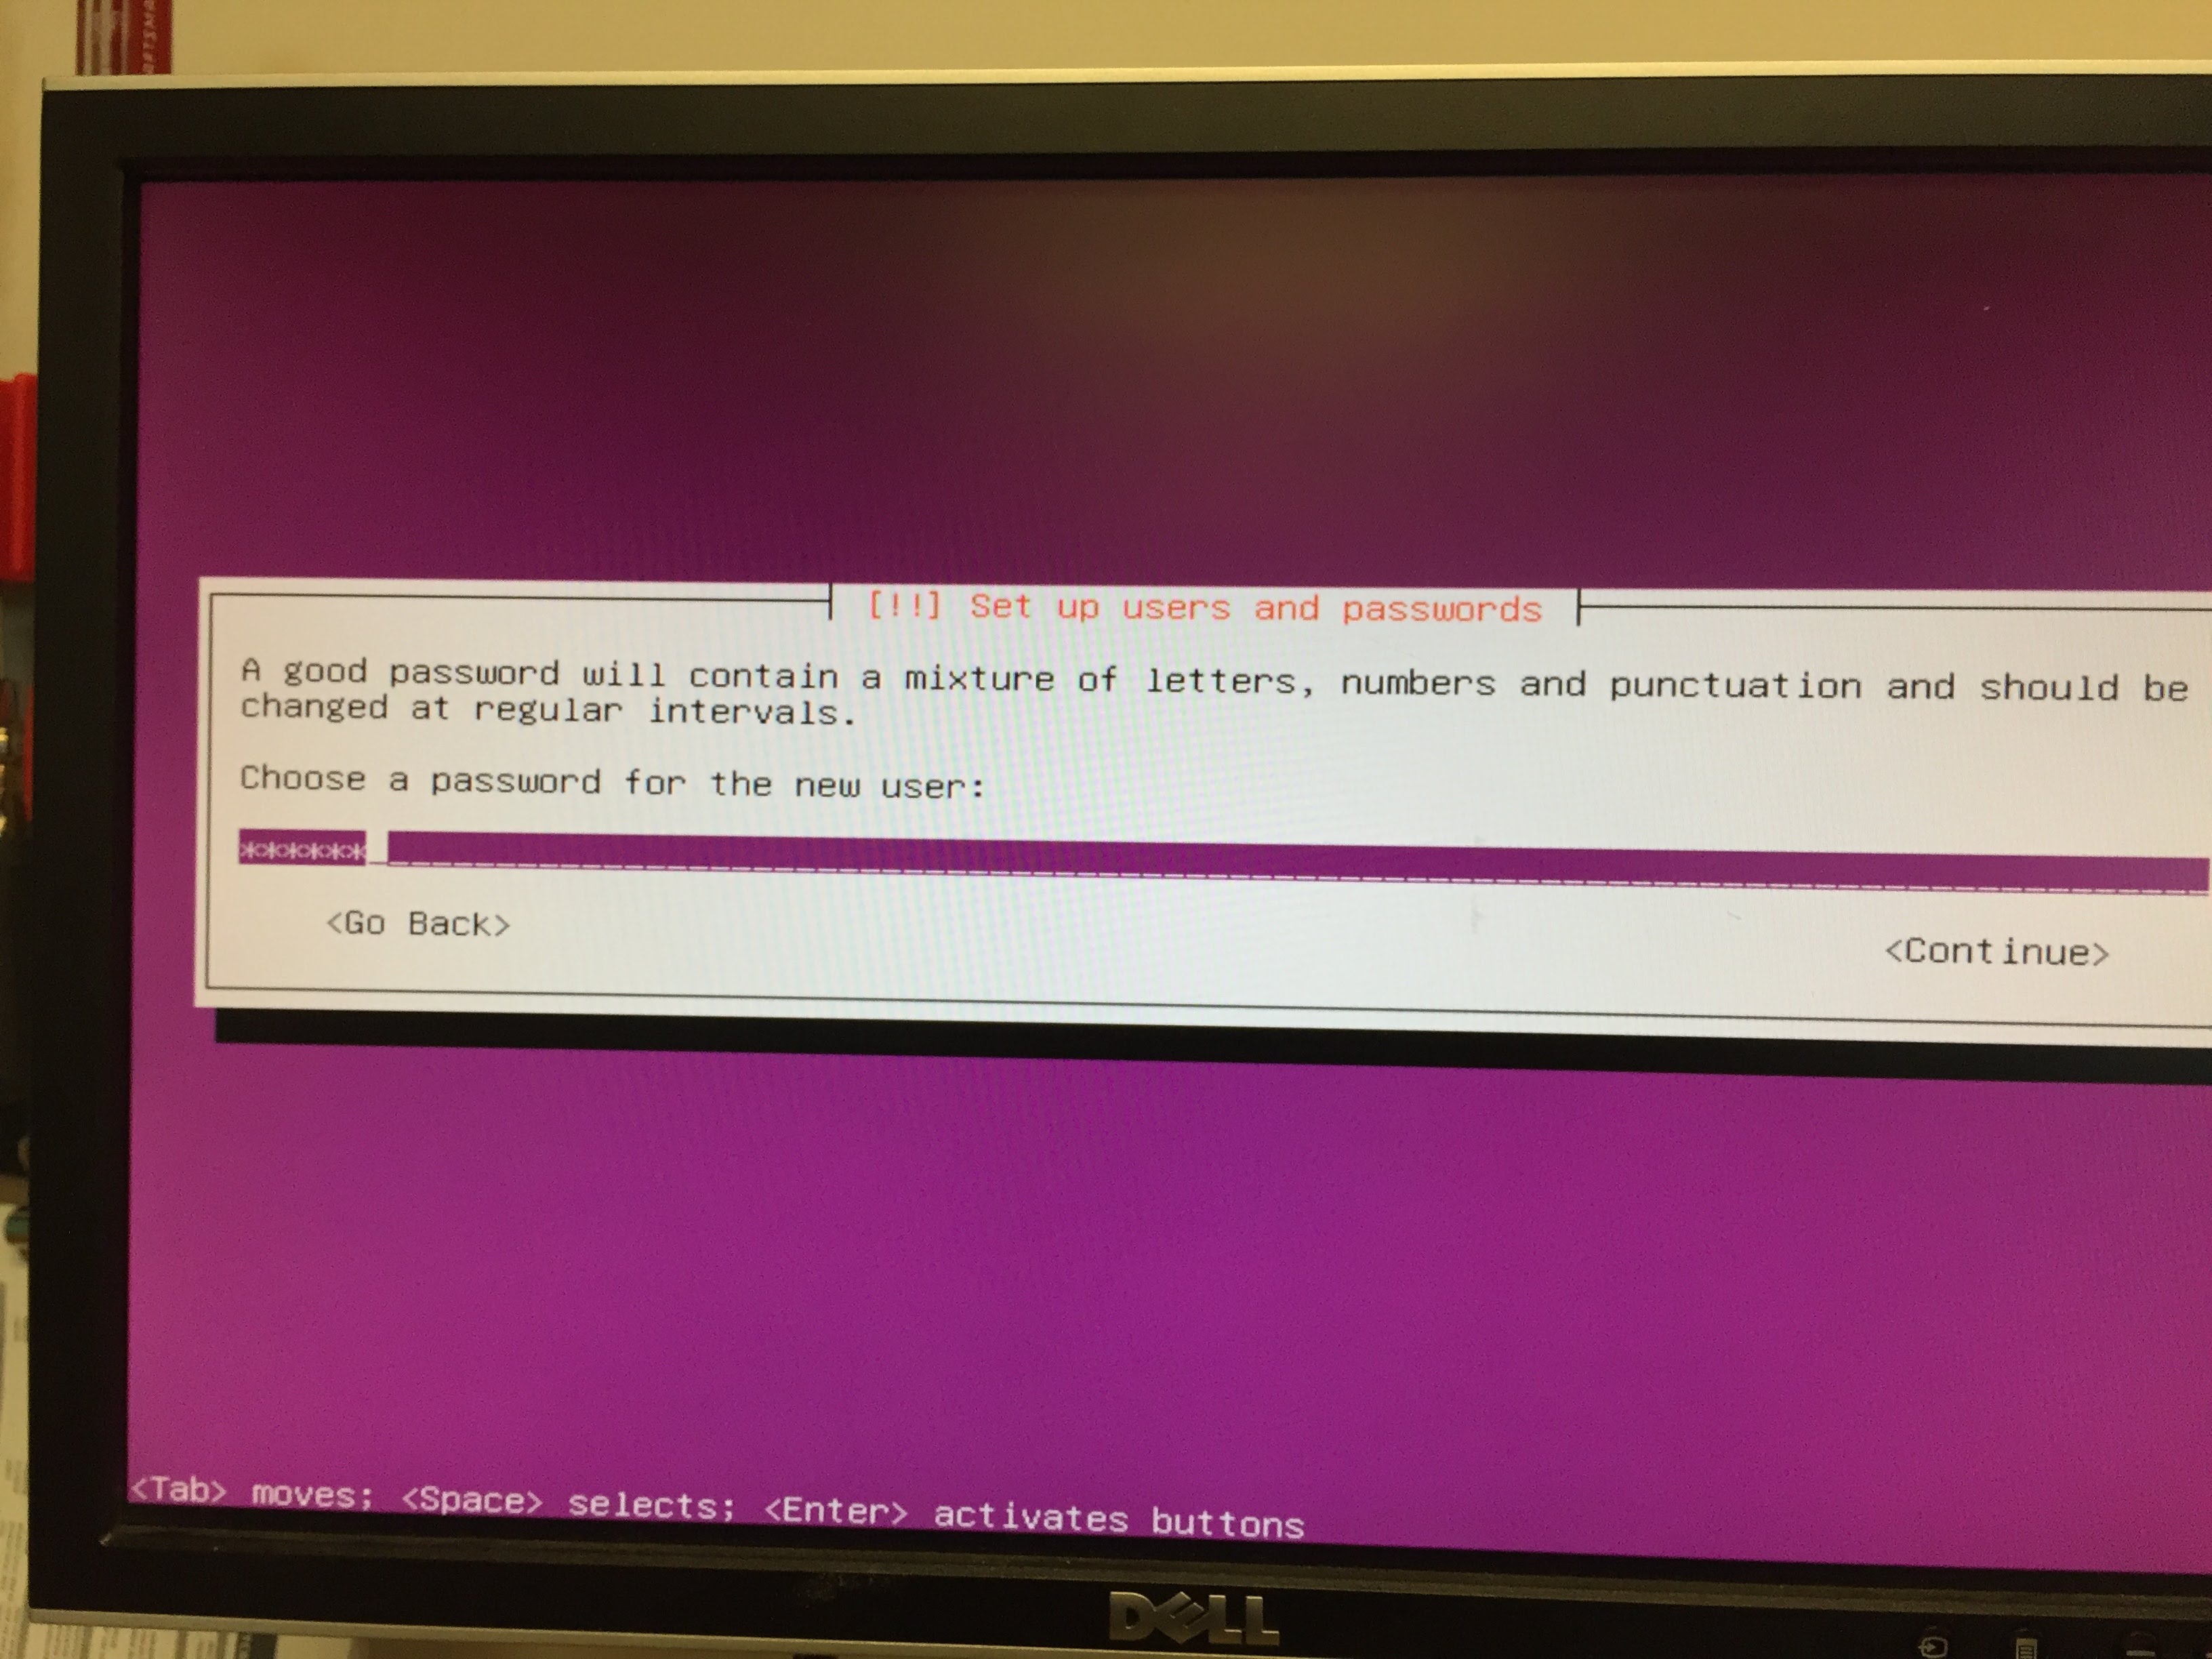 [!!] Set up users and passwords
A good password will contain a mixture of letters, numbers and punctuation and should be
changed at regular intervals.
Choose a password for the new user:
******
<Go Back>
<Continue>
<Tab> moves; <Space> selects; <Enter> activates buttons
DELL